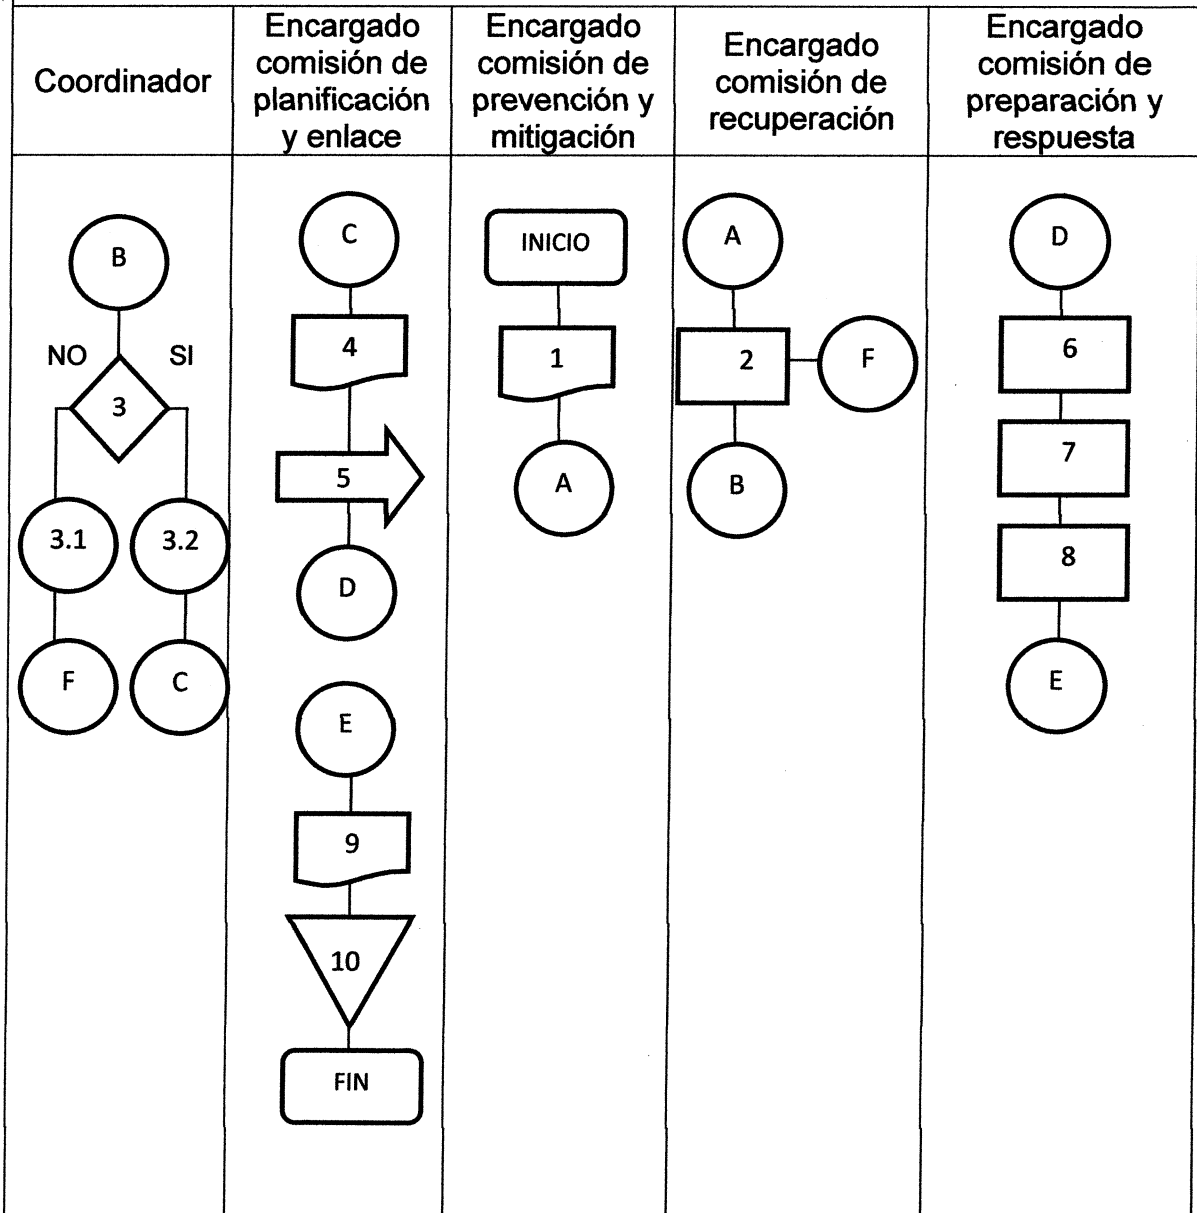 Coordinador
Encargado
comisión de
planificación
y enlace
Encargado
comisión de
prevención y
mitigación
Encargado
comisión de
recuperación
Encargado
comisión de
preparación y
respuesta
B
NO
SI
3
3.1
3.2
F
C
C
4
5
D
E
9
10
FIN
INICIO
1
A
A
2
F
B
D
6
7
8
E